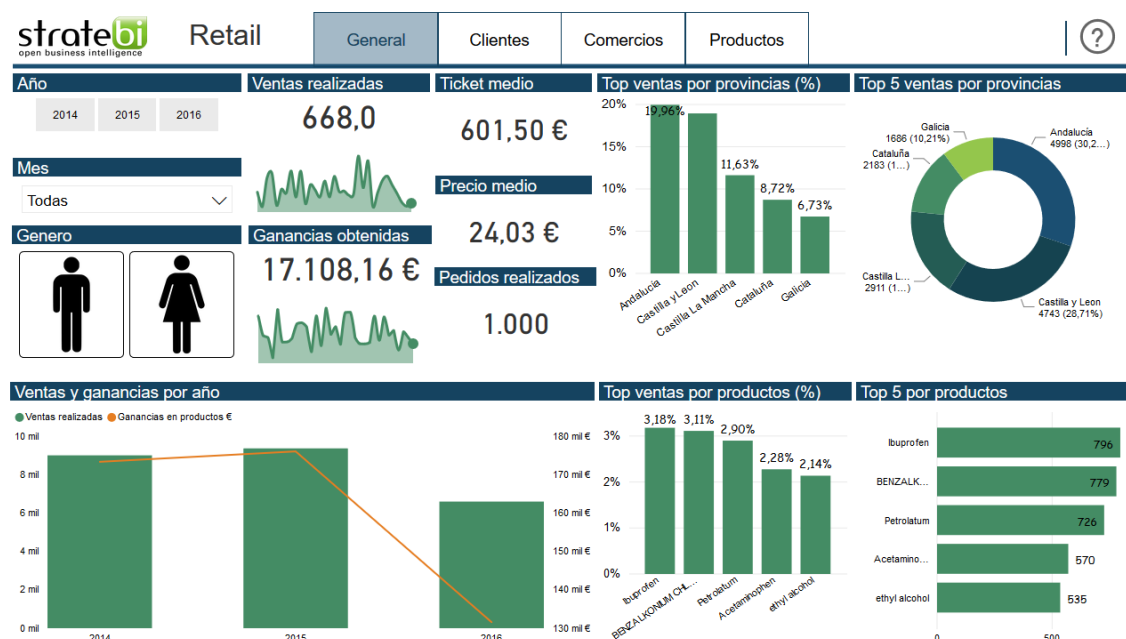 stratebi
open business intelligence
Retail
General
Clientes
Comercios
Productos
?
Año
2014
2015
2016
Mes
Todas
Genero
Ventas realizadas
668,0
Ganancias obtenidas
17.108,16 €
Ticket medio
601,50 €
Precio medio
24,03 €
Pedidos realizados
1.000
Top ventas por provincias (%)
20%
15%
10%
5%
0%
19,96%
11,63%
8,72%
6,73%
Andalucía
Castilla y Leon
Castilla La Mancha
Cataluña
Galicia
Top 5 ventas por provincias
Galicia
1686 (10,21%)
Cataluña
2183 (1...)
Castilla L...
2911 (1...)
Andalucía
4998 (30,2...)
Castilla y Leon
4743 (28,71%)
Ventas y ganancias por año
Ventas realizadas
Ganancias en productos €
10 mil
8 mil
6 mil
4 mil
2 mil
0 mil
180 mil €
170 mil €
160 mil €
150 mil €
140 mil €
130 mil €
2014
2015
2016
Top ventas por productos (%)
3%
2%
1%
0%
3,18%
3,11%
2,90%
2,28%
2,14%
Ibuprofen
BENZALKONIUM CHL...
Petrolatum
Acetaminophen
ethyl alcohol
Top 5 por productos
Ibuprofen
796
BENZALK...
779
Petrolatum
726
Acetamino...
570
ethyl alcohol
535
0
500